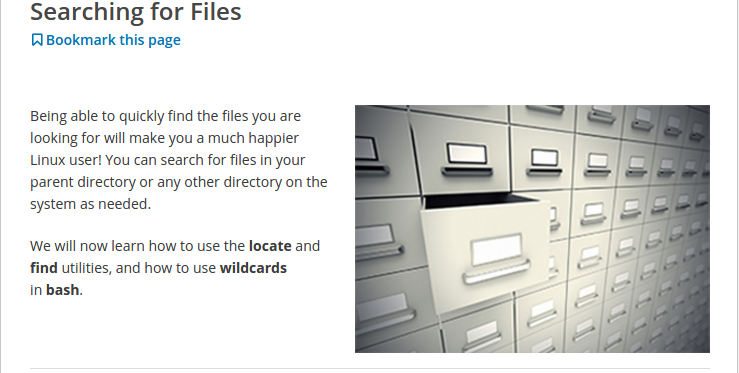 Searching for Files
Bookmark this page
Being able to quickly find the files you are
looking for will make you a much happier
Linux user! You can search for files in your
parent directory or any other directory on the
system as needed.
We will now learn how to use the locate and
find utilities, and how to use wildcards
in bash.